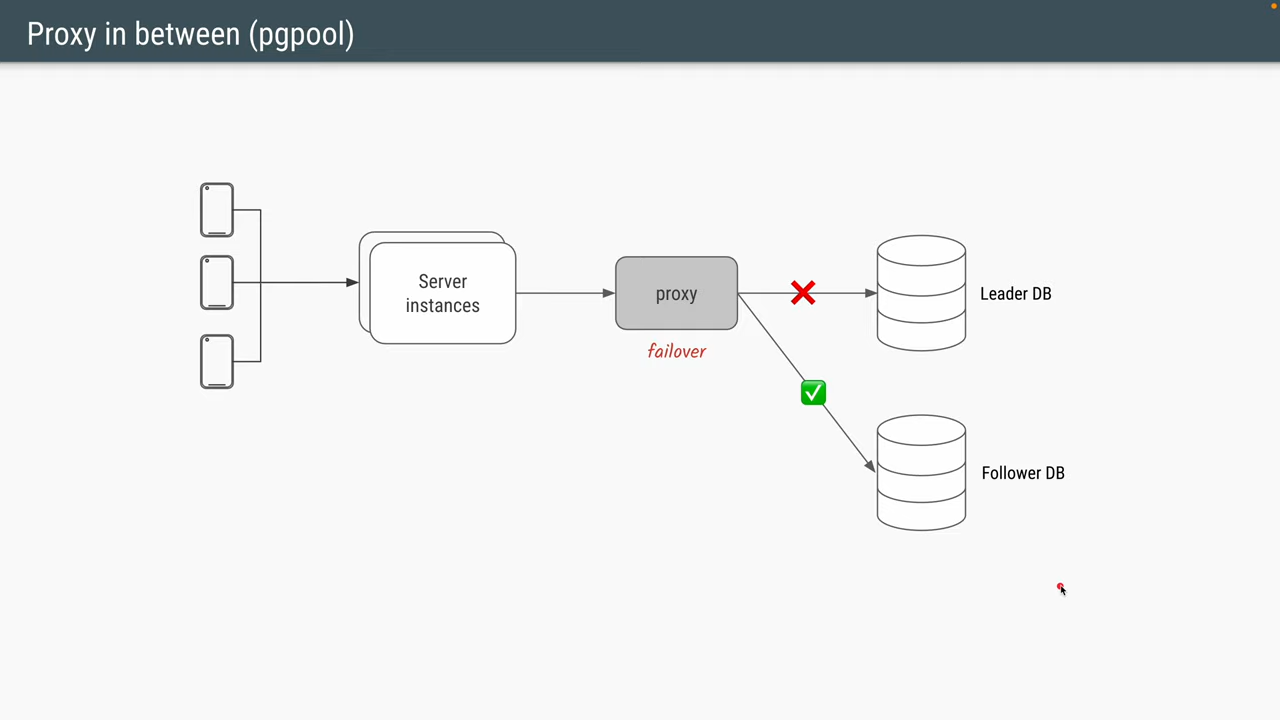 Proxy in between (pgpool)
Server
instances
proxy
failover
Leader DB
Follower DB